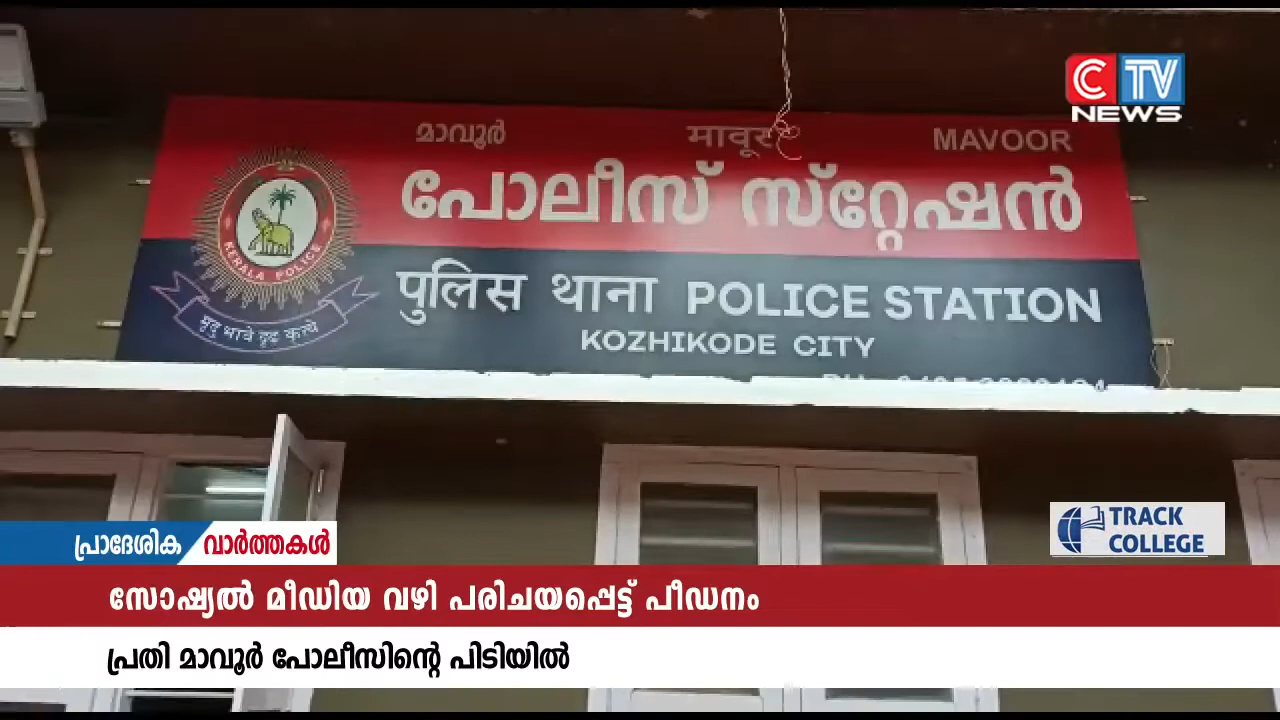 CTV
NEWS
മാവൂർ मावूर MAVOOR
പോലീസ് സ്റ്റേഷൻ
KERALA POLICE
पुलिस थाना POLICE STATION
मृदु भावे दृढ कृत्ये
KOZHIKODE CITY
TRACK
COLLEGE
പ്രാദേശിക വാർത്തകൾ
സോഷ്യൽ മീഡിയ വഴി പരിചയപ്പെട്ട് പീഡനം
പ്രതി മാവൂർ പോലീസിന്റെ പിടിയിൽ